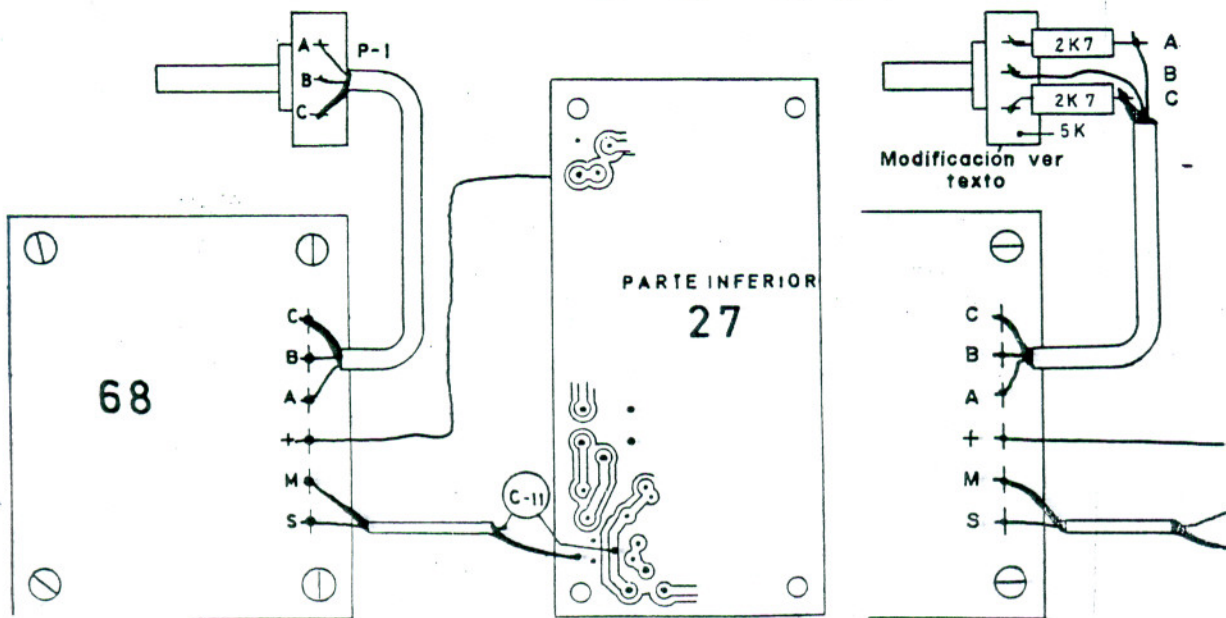 A
P-1
B
C
68
C
B
A
+
M
S
C-11
PARTE INFERIOR
27
2K7
A
B
2K7
C
5K
Modificación ver
texto
C
B
A
+
M
S